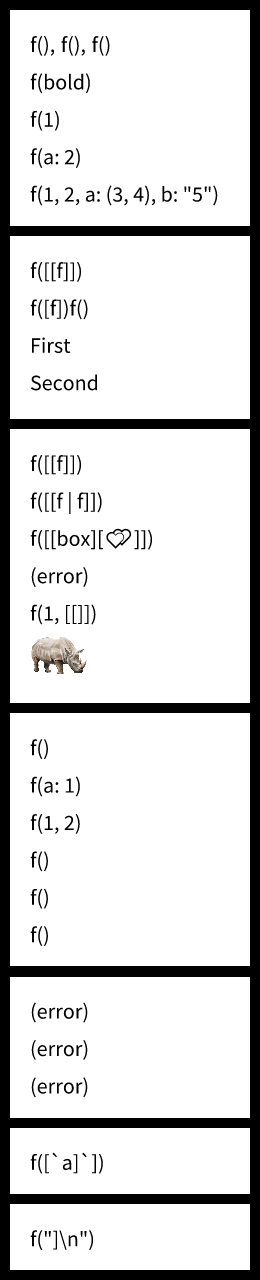 f(), f(), f()
f(bold)
f(1)
f(a: 2)
f(1, 2, a: (3, 4), b: "5")
f([[f]])
f([f])f()
First
Second
f([[f]])
f([[f | f]])
f([[box][💕]])
(error)
f(1, [[]])
f()
f(a: 1)
f(1, 2)
f()
f()
f()
(error)
(error)
(error)
f([`a]`])
f("]\n")